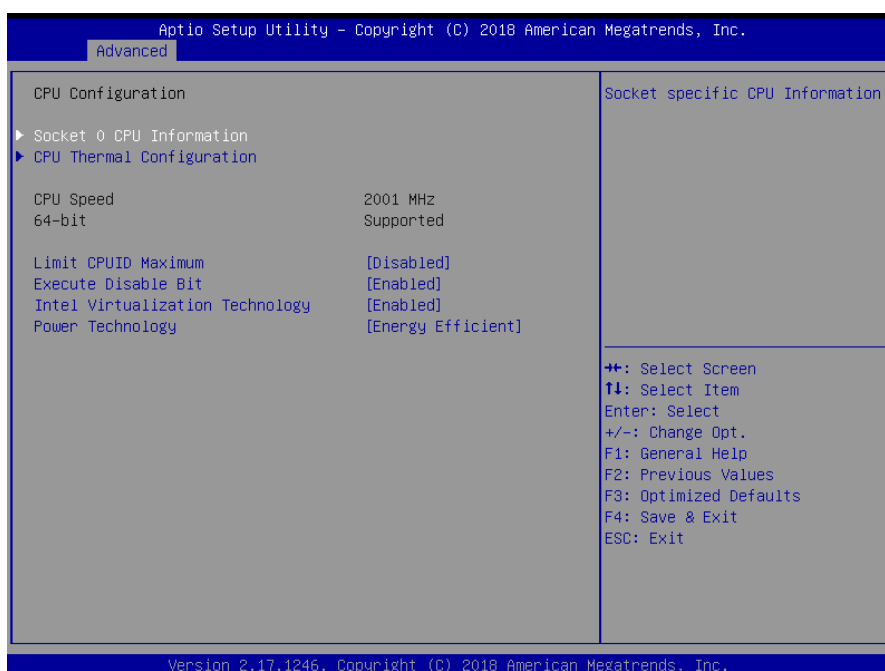 Aptio Setup Utility – Copyright (C) 2018 American Megatrends, Inc.
Advanced
CPU Configuration
Socket 0 CPU Information
CPU Thermal Configuration
CPU Speed 2001 MHz
64-bit Supported
Limit CPUID Maximum [Disabled]
Execute Disable Bit [Enabled]
Intel Virtualization Technology [Enabled]
Power Technology [Energy Efficient]
Socket specific CPU Information
→←: Select Screen
↑↓: Select Item
Enter: Select
+/-: Change Opt.
F1: General Help
F2: Previous Values
F3: Optimized Defaults
F4: Save & Exit
ESC: Exit
Version 2.17.1246. Copyright (C) 2018 American Megatrends, Inc.